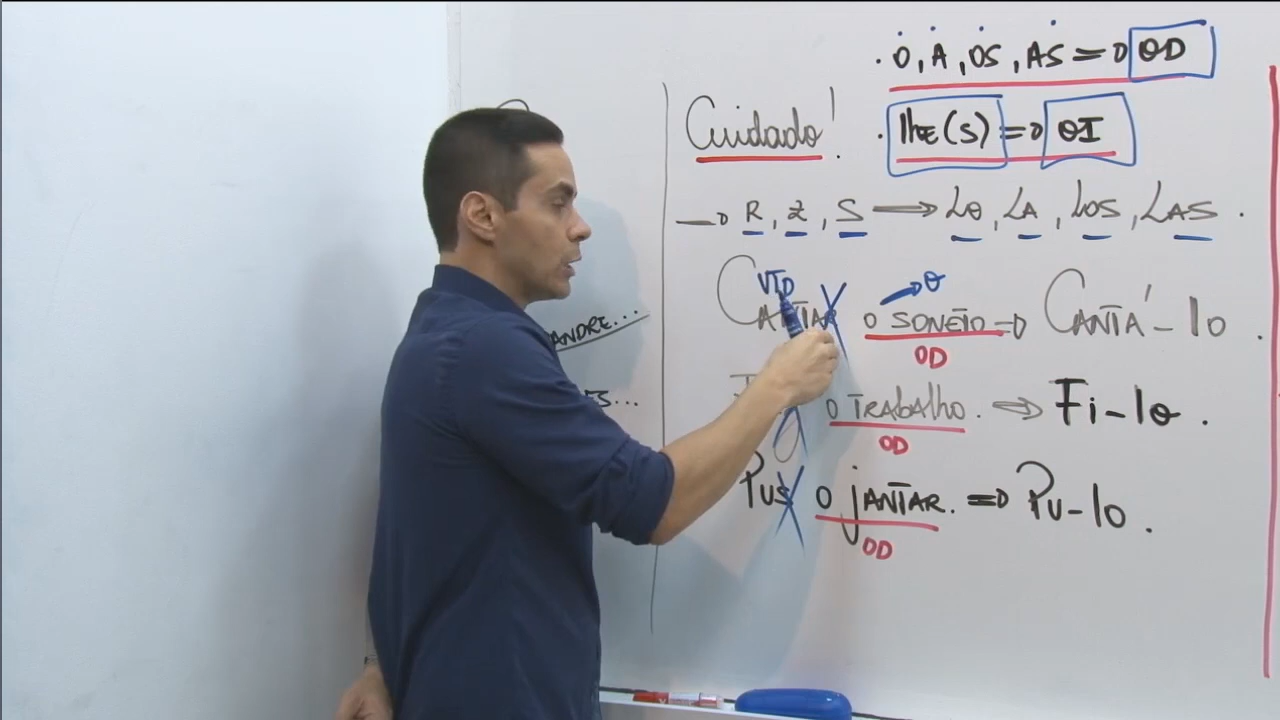 . O, A, OS, AS => OD
Cuidado! . lhe(s) => OI
→ R, Z, S ⟹ LO, LA, LOS, LAS.
VTD O
CANTAR O SONETO => CANTÁ-lo.
ANDRE...
OD
O TRABAlho. => Fi-lo.
OD
PUS O jANTAR. => PU-lo.
OD